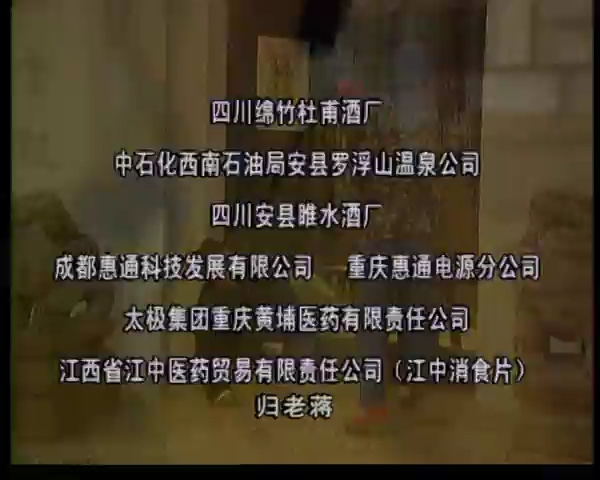 四川绵竹杜甫酒厂
中石化西南石油局安县罗浮山温泉公司
四川安县睢水酒厂
成都惠通科技发展有限公司 重庆惠通电源分公司
太极集团重庆黄埔医药有限责任公司
江西省江中医药贸易有限责任公司（江中消食片）
归老蒋